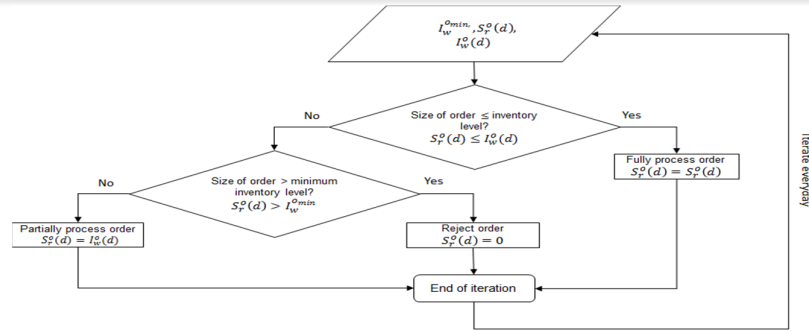 I_w^{o_{min}}, S_r^o(d),
I_w^o(d)
No
Size of order ≤ inventory
level?
S_r^o(d) ≤ I_w^o(d)
Yes
Fully process order
S_r^o(d) = S_r^o(d)
No
Size of order > minimum
inventory level?
S_r^o(d) > I_w^{o_{min}}
Yes
Partially process order
S_r^o(d) = I_w^o(d)
Reject order
S_r^o(d) = 0
End of iteration
Iterate everyday